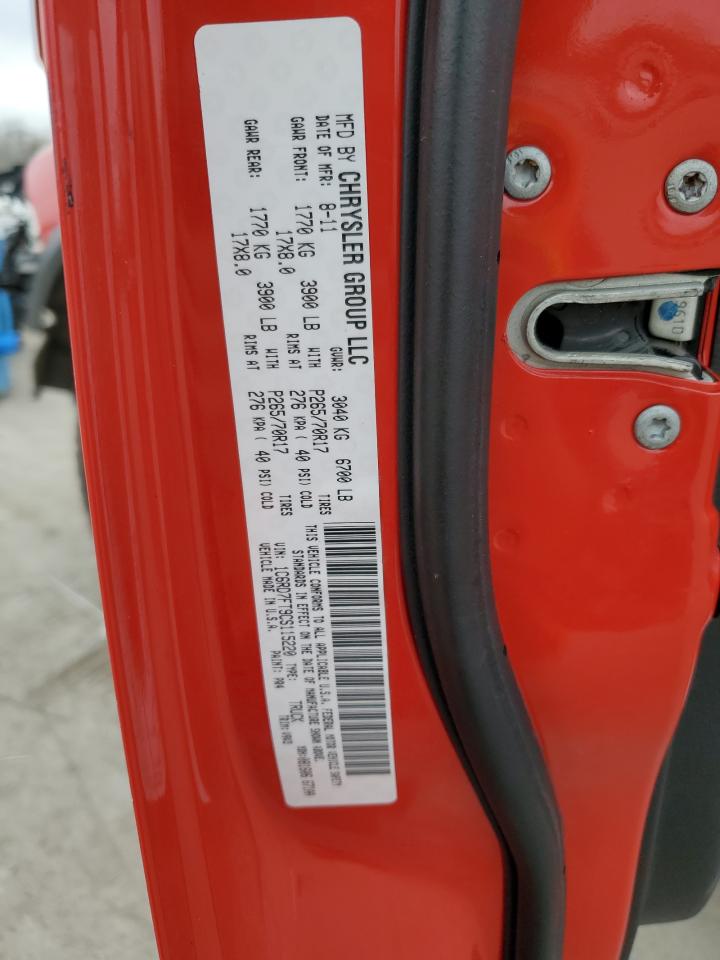 MFD BY CHRYSLER GROUP LLC
DATE OF MFR: 8-11 GVWR: 3040 KG 6700 LB
GAWR FRONT: 1770 KG 3900 LB WITH P265/70R17 TIRES
17X8.0 RIMS AT 276 KPA ( 40 PSI) COLD
GAWR REAR: 1770 KG 3900 LB WITH P265/70R17 TIRES
17X8.0 RIMS AT 276 KPA ( 40 PSI) COLD
THIS VEHICLE CONFORMS TO ALL APPLICABLE U.S.A. FEDERAL MOTOR VEHICLE SAFETY
STANDARDS IN EFFECT ON THE DATE OF MANUFACTURE SHOWN ABOVE.
VIN: 1C6RD7FT9CS115220 TYPE: TRUCK
VEHICLE MADE IN U.S.A. PAINT: PR4
961D